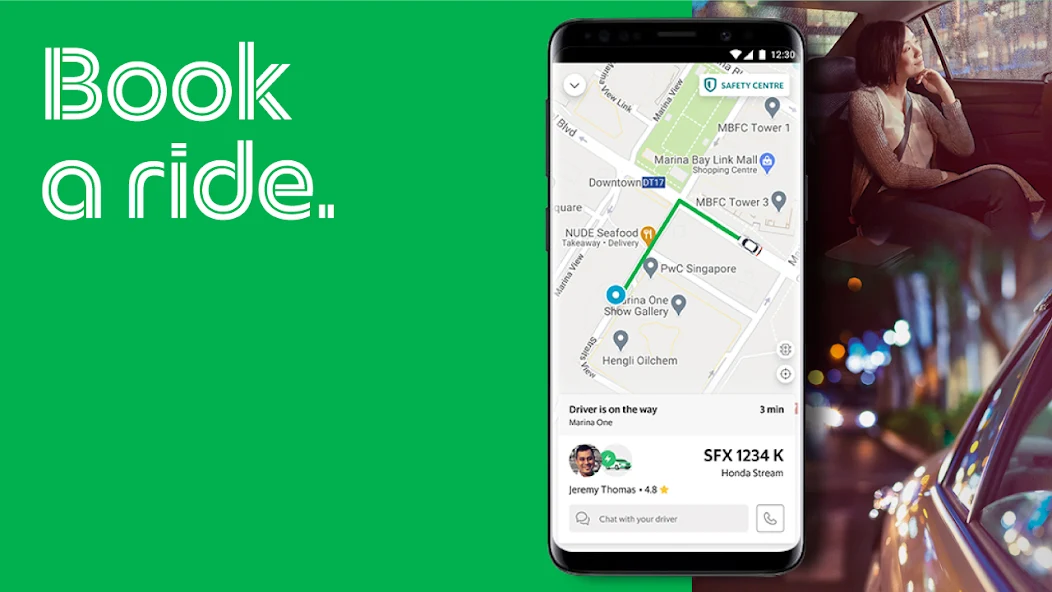 Book
a ride.
12:30
SAFETY CENTRE
Marina
View Link
Marina View
Blvd
MBFC Tower 1
Marina Bay Link Mall
Shopping Centre
Downtown DT17
MBFC Tower 3
quare
NUDE Seafood
Takeaway • Delivery
PwC Singapore
Marina View
arina One
Show Gallery
Straits View
Hengli Oilchem
Driver is on the way
3 min
Marina One
SFX 1234 K
Honda Stream
Jeremy Thomas • 4.8
Chat with your driver